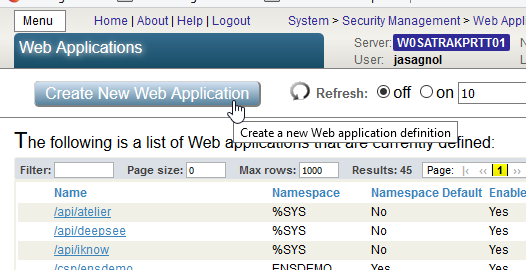 Menu Home | About | Help | Logout System > Security Management > Web Appl
Web Applications
Server: W0SATRAKPRTT01
User: jasagnol
Create New Web Application Refresh: off on 10
Create a new Web application definition
The following is a list of Web applications that are currently defined:
Filter: Page size: 0 Max rows: 1000 Results: 45 Page: |‹ ‹‹ 1 ›› 
Name Namespace Namespace Default Enable
/api/atelier %SYS No Yes
/api/deepsee %SYS No Yes
/api/iknow %SYS No Yes
/csp/ensdemo ENSDEMO Yes Yes